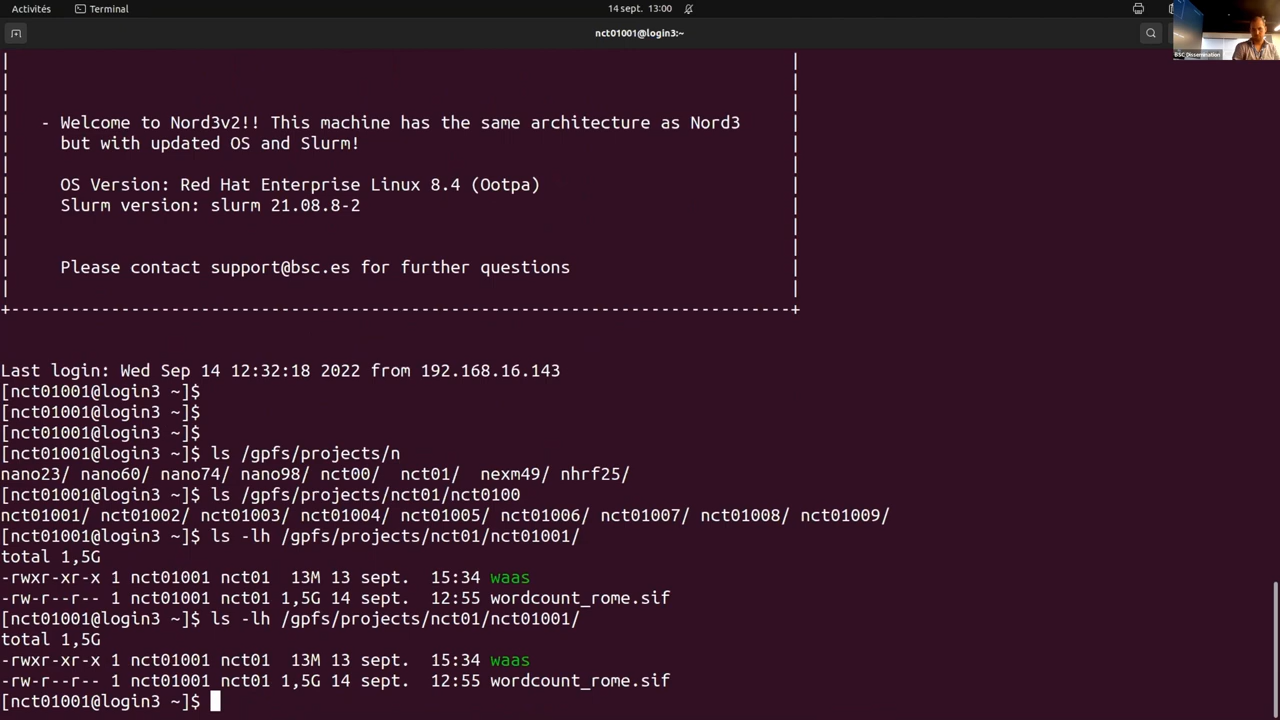 Activités
Terminal
14 sept. 13:00
nct01001@login3:~
BSC Dissemination
- Welcome to Nord3v2!! This machine has the same architecture as Nord3
but with updated OS and Slurm!
OS Version: Red Hat Enterprise Linux 8.4 (Ootpa)
Slurm version: slurm 21.08.8-2
Please contact support@bsc.es for further questions
+------------------------------------------------------------------------------+
Last login: Wed Sep 14 12:32:18 2022 from 192.168.16.143
[nct01001@login3 ~]$
[nct01001@login3 ~]$
[nct01001@login3 ~]$
[nct01001@login3 ~]$ ls /gpfs/projects/n
nano23/ nano60/ nano74/ nano98/ nct00/  nct01/  nexm49/ nhrf25/
[nct01001@login3 ~]$ ls /gpfs/projects/nct01/nct0100
nct01001/ nct01002/ nct01003/ nct01004/ nct01005/ nct01006/ nct01007/ nct01008/ nct01009/
[nct01001@login3 ~]$ ls -lh /gpfs/projects/nct01/nct01001/
total 1,5G
-rwxr-xr-x 1 nct01001 nct01  13M 13 sept.  15:34 waas
-rw-r--r-- 1 nct01001 nct01 1,5G 14 sept.  12:55 wordcount_rome.sif
[nct01001@login3 ~]$ ls -lh /gpfs/projects/nct01/nct01001/
total 1,5G
-rwxr-xr-x 1 nct01001 nct01  13M 13 sept.  15:34 waas
-rw-r--r-- 1 nct01001 nct01 1,5G 14 sept.  12:55 wordcount_rome.sif
[nct01001@login3 ~]$